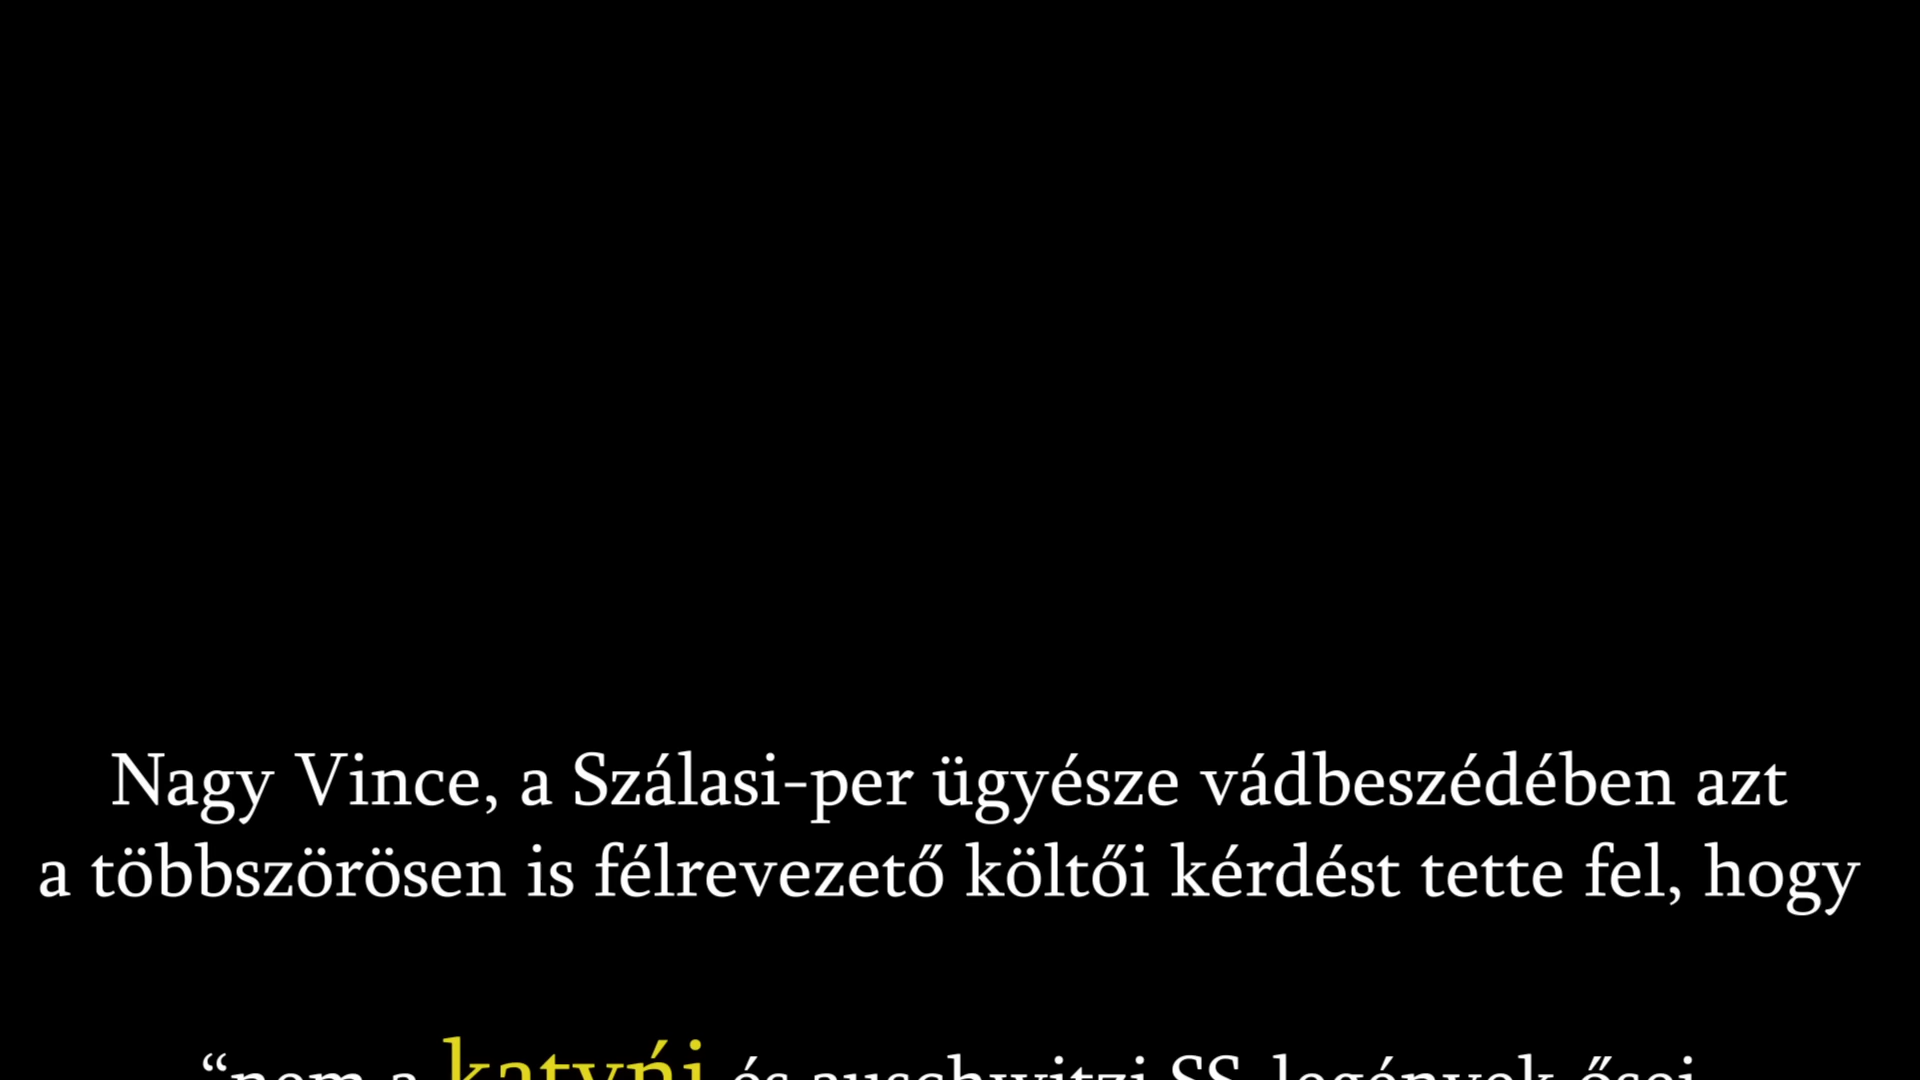 Nagy Vince, a Szálasi-per ügyésze vádbeszédében azt
a többszörösen is félrevezető költői kérdést tette fel, hogy
“nem a katyńi és auschwitzi SS-legények ősei